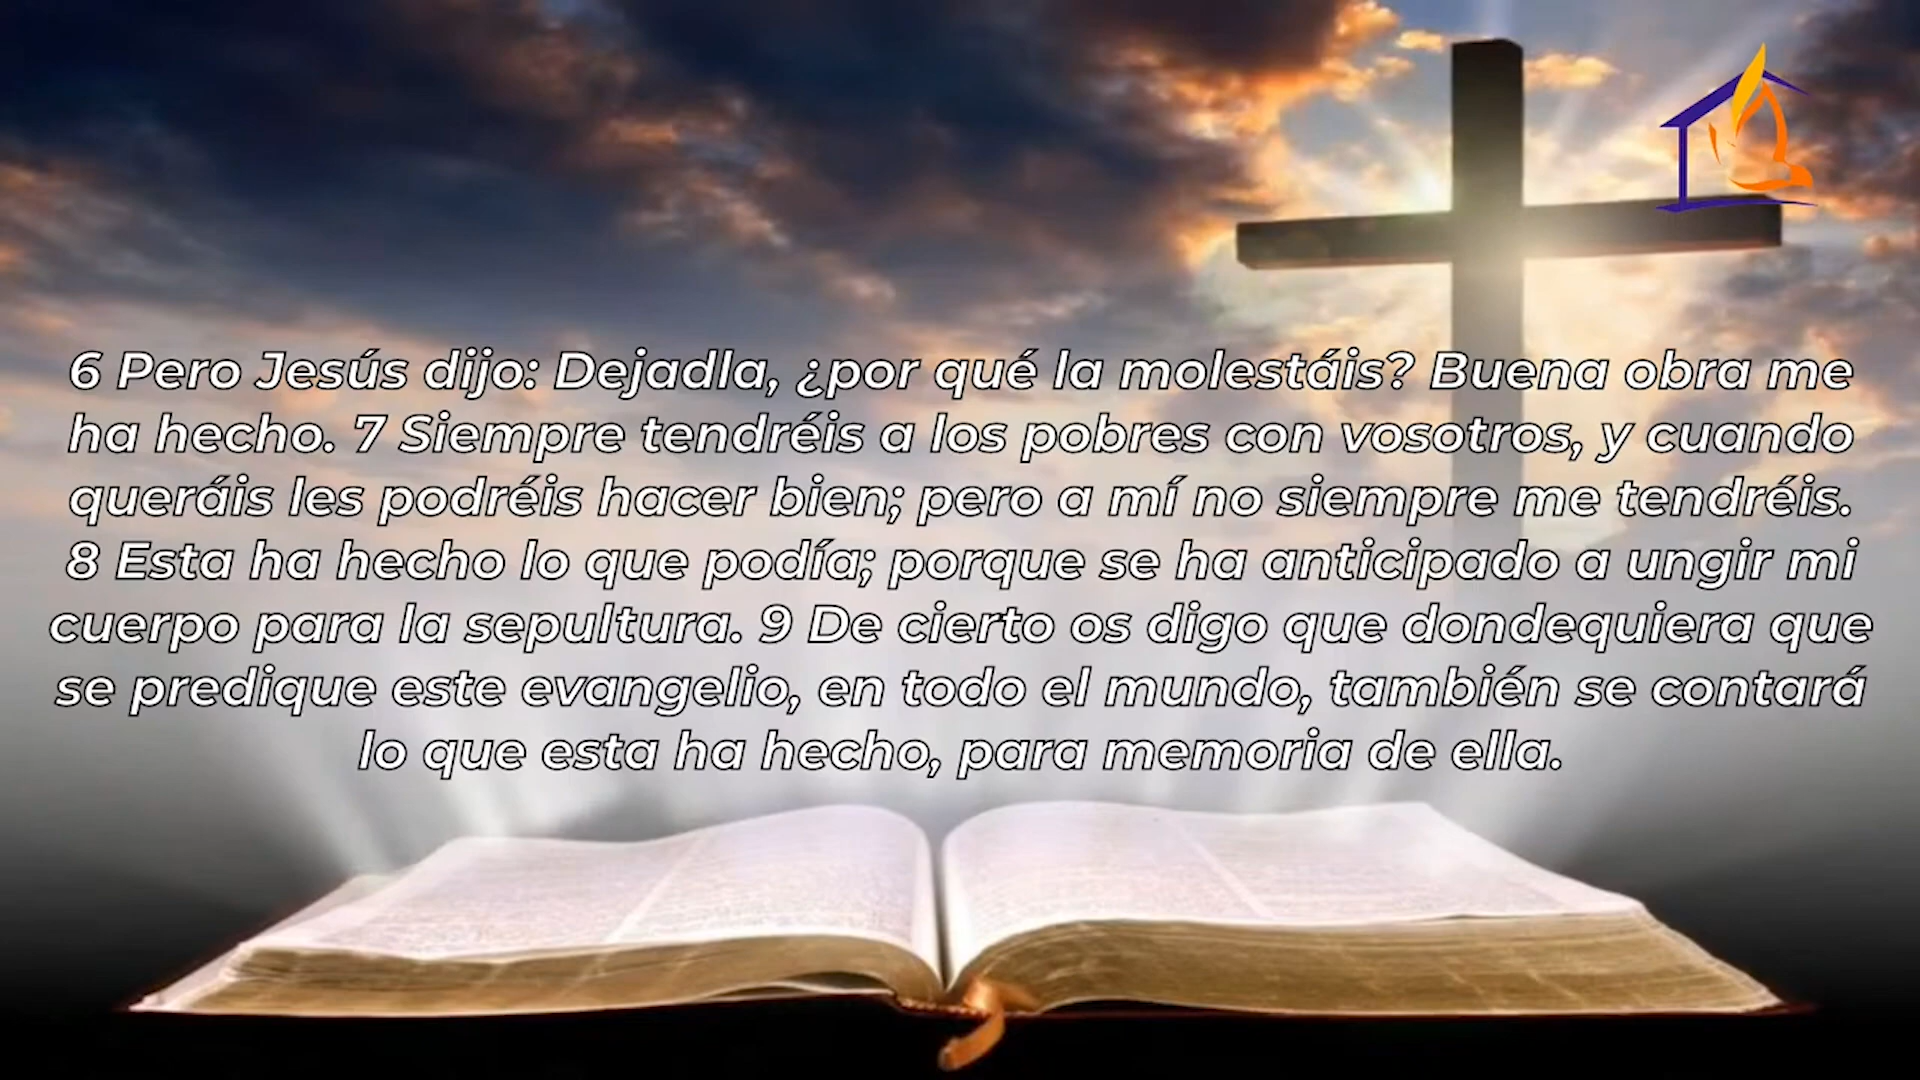 6 Pero Jesús dijo: Dejadla, ¿por qué la molestáis? Buena obra me
ha hecho. 7 Siempre tendréis a los pobres con vosotros, y cuando
queráis les podréis hacer bien; pero a mí no siempre me tendréis.
8 Esta ha hecho lo que podía; porque se ha anticipado a ungir mi
cuerpo para la sepultura. 9 De cierto os digo que dondequiera que
se predique este evangelio, en todo el mundo, también se contará
lo que esta ha hecho, para memoria de ella.